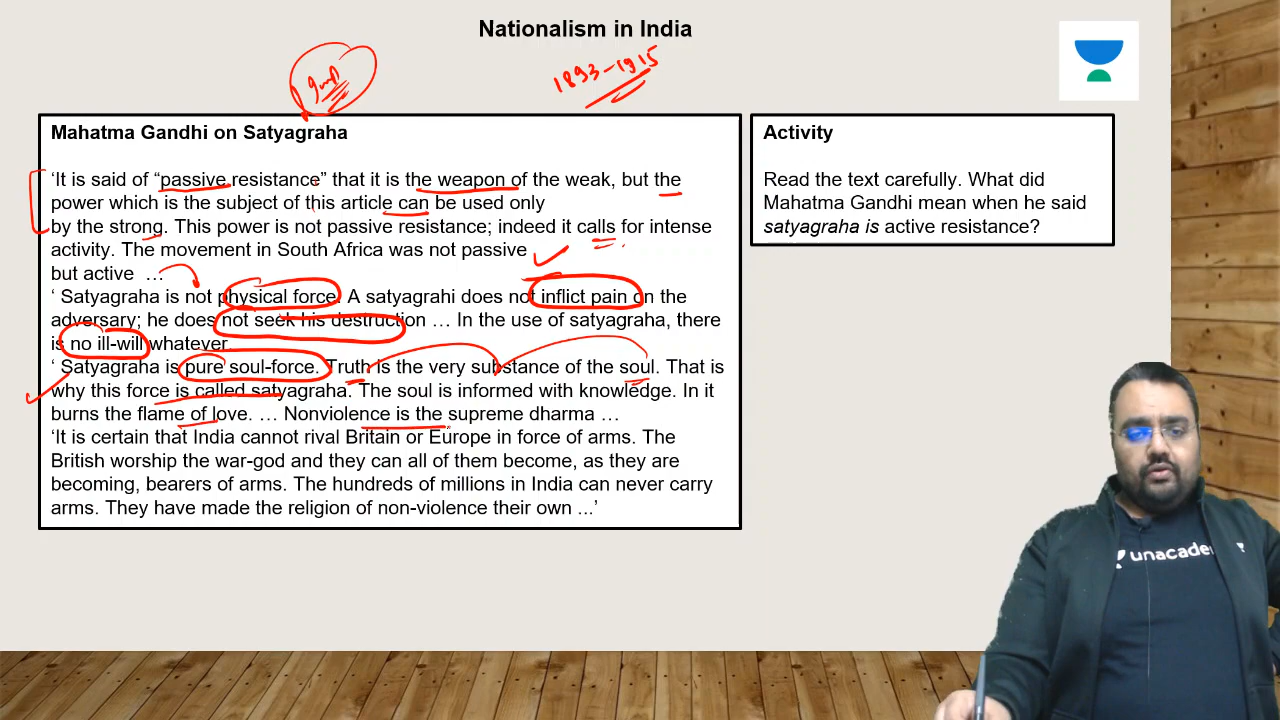 Nationalism in India
1893-1915
Mahatma Gandhi on Satyagraha
‘It is said of “passive resistance” that it is the weapon of the weak, but the
power which is the subject of this article can be used only
by the strong. This power is not passive resistance; indeed it calls for intense
activity. The movement in South Africa was not passive
but active …
‘ Satyagraha is not physical force. A satyagrahi does not inflict pain on the
adversary; he does not seek his destruction … In the use of satyagraha, there
is no ill-will whatever.
‘ Satyagraha is pure soul-force. Truth is the very substance of the soul. That is
why this force is called satyagraha. The soul is informed with knowledge. In it
burns the flame of love. … Nonviolence is the supreme dharma …
‘It is certain that India cannot rival Britain or Europe in force of arms. The
British worship the war-god and they can all of them become, as they are
becoming, bearers of arms. The hundreds of millions in India can never carry
arms. They have made the religion of non-violence their own ...’
Activity
Read the text carefully. What did
Mahatma Gandhi mean when he said
satyagraha is active resistance?